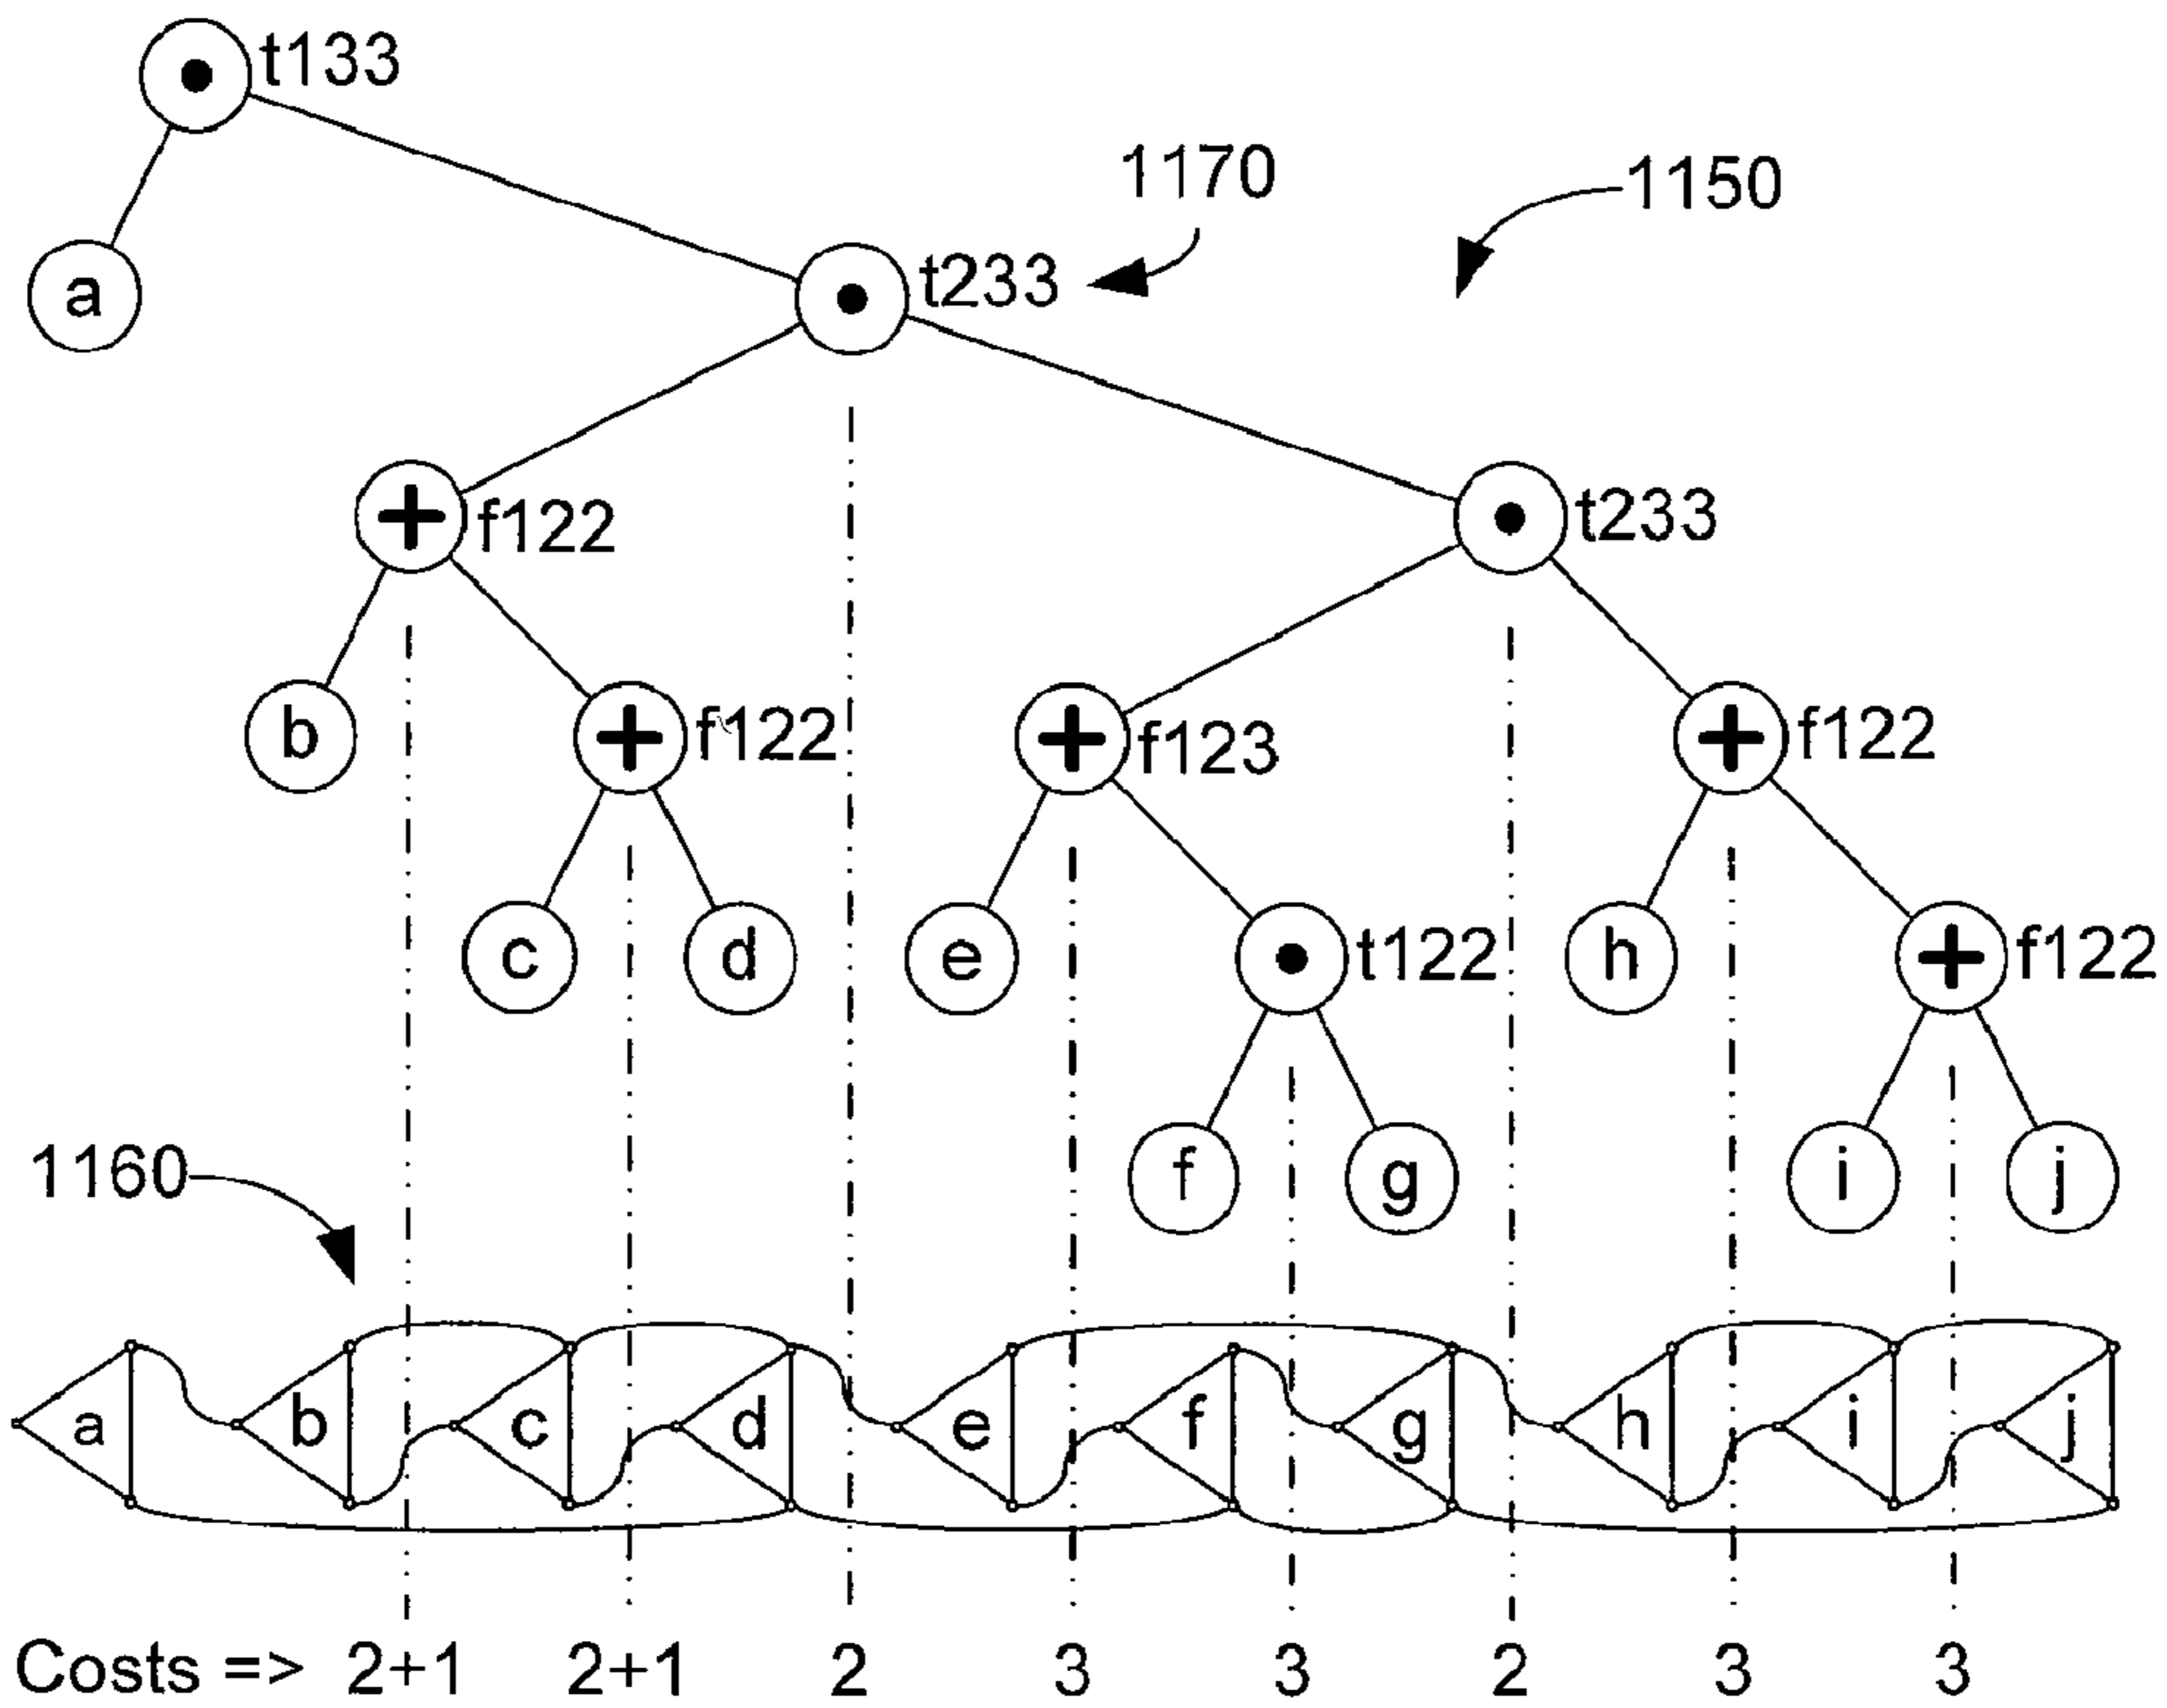 t133
1170
1150
a
t233
f122
t233
b
f122
f123
f122
c d e t122 h f122
1160
f g i j
a b c d e f g h i j
Costs => 2+1 2+1 2 3 3 2 3 3